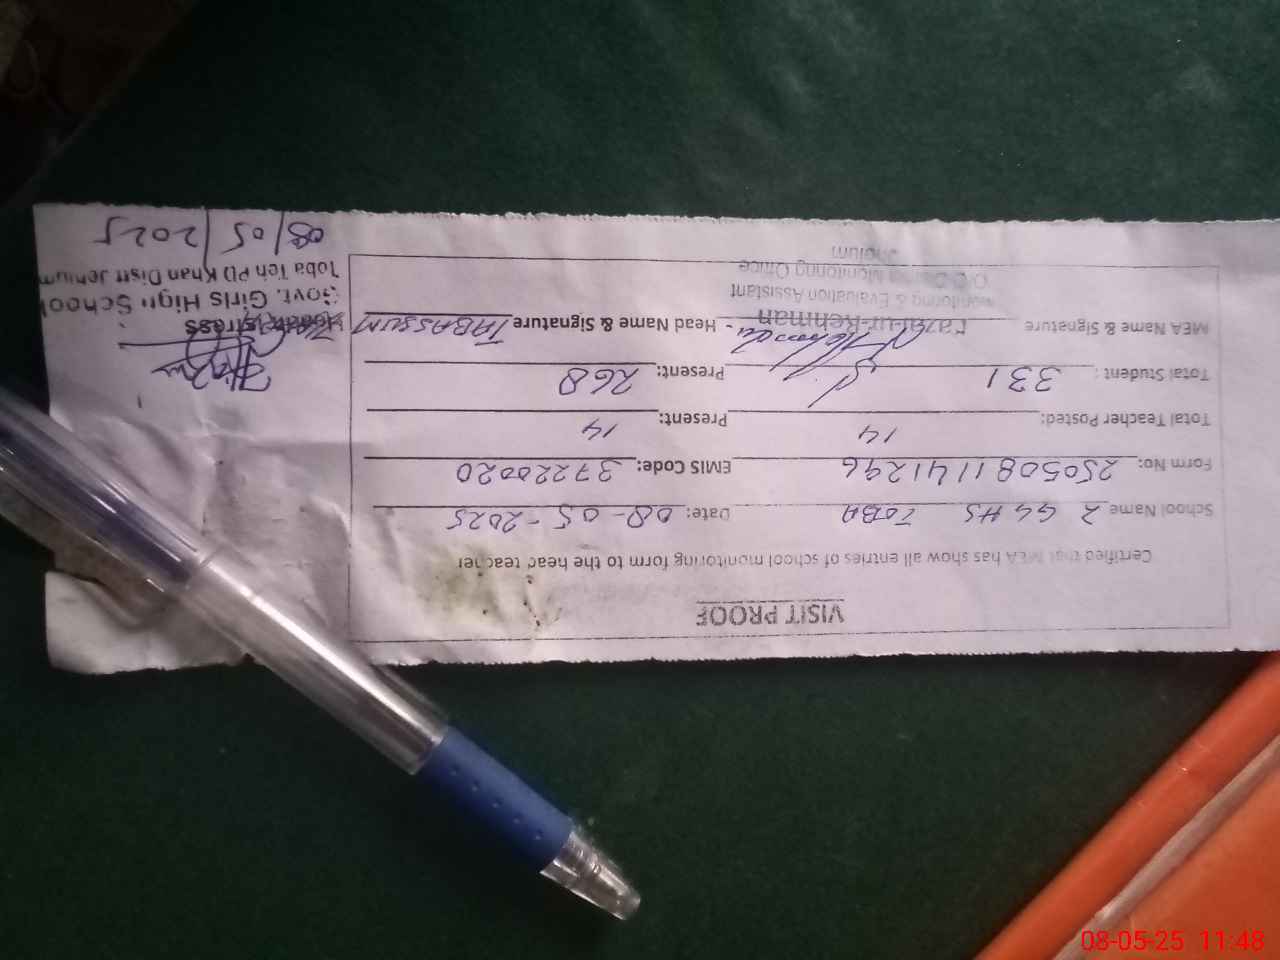 VISIT PROOF
Certified that MEA has show all entries of school monitoring form to the head teacher
School Name GGHS TOBA Date: 08-05-2025
Form No: 2505081141296 EMIS Code: 37220020
Total Teacher Posted: 14 Present: 14
Total Student: 331 Present: 268
MEA Name & Signature Fazal-ur-Rehman - Head Name & Signature TABASSUM
Monitoring & Evaluation Assistant
Monitoring Office
Jhelum
Govt. Girls High School
Toba Teh PD Khan Distt Jehlum
08/05/2025
08-05-25 11:48